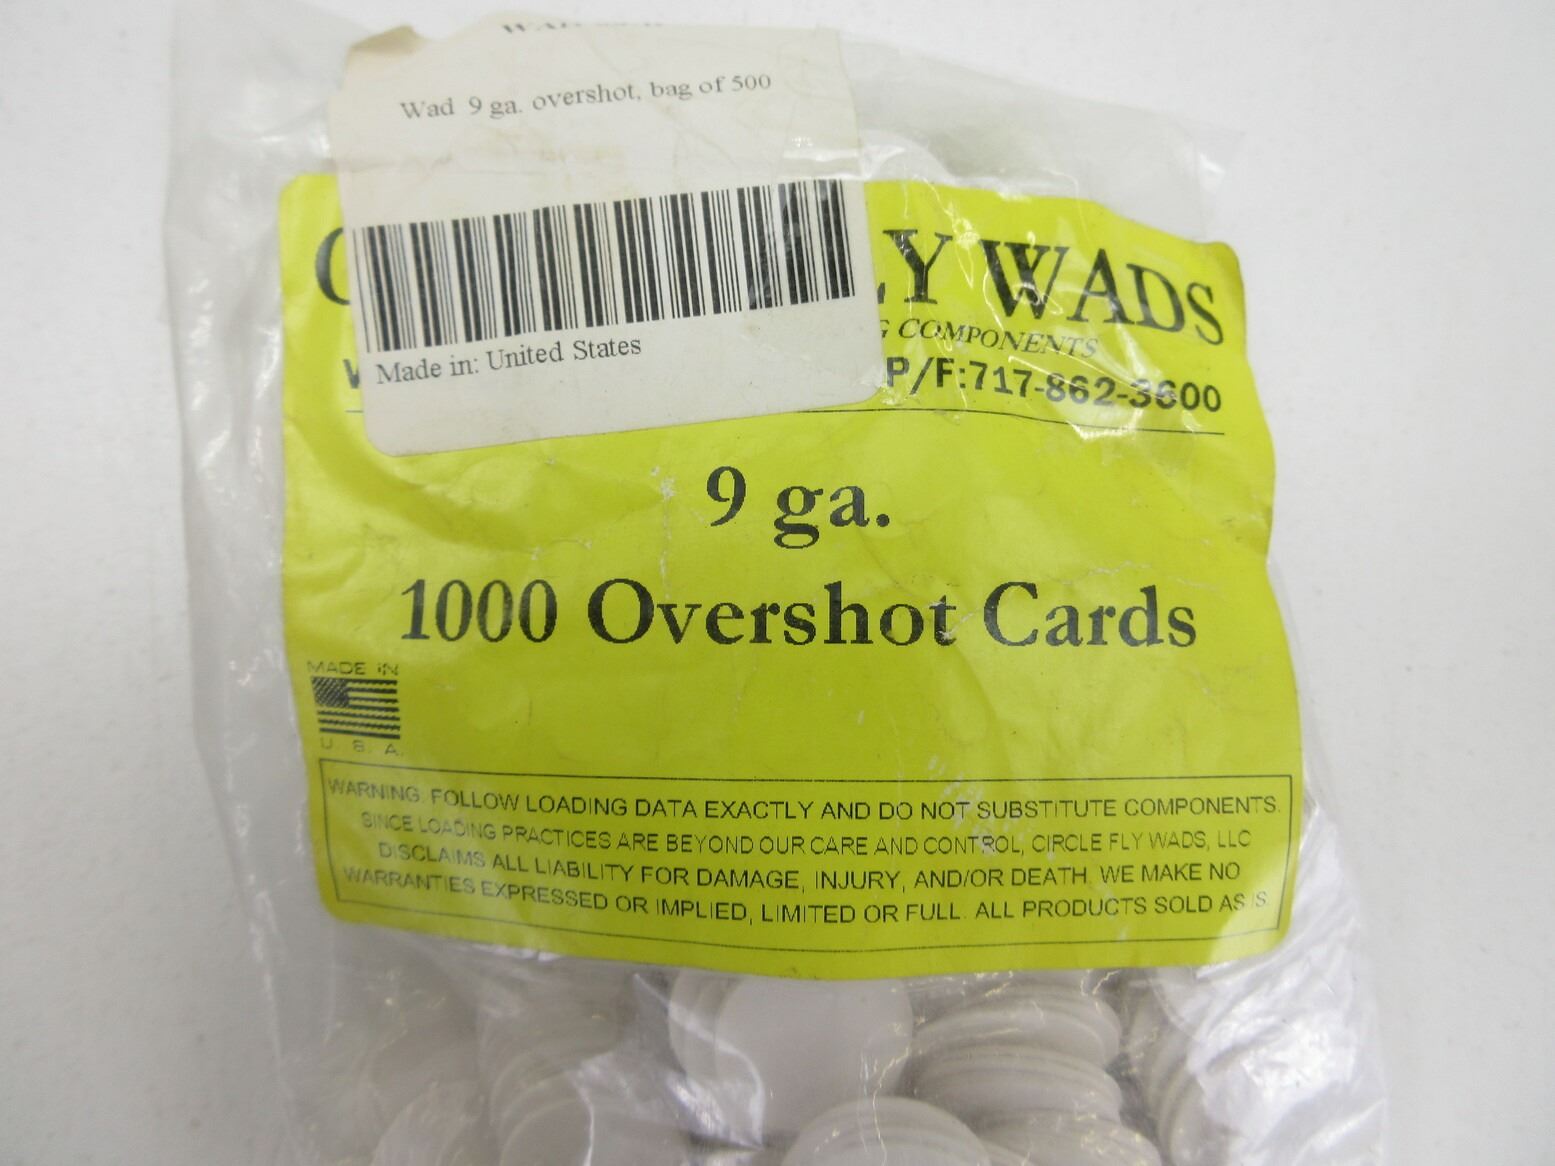 Wad 9 ga. overshot, bag of 500
Made in: United States
LY WADS
G COMPONENTS
P/F:717-862-3600
9 ga.
1000 Overshot Cards
MADE IN
U. S. A.
WARNING: FOLLOW LOADING DATA EXACTLY AND DO NOT SUBSTITUTE COMPONENTS.
SINCE LOADING PRACTICES ARE BEYOND OUR CARE AND CONTROL, CIRCLE FLY WADS, LLC
DISCLAIMS ALL LIABILITY FOR DAMAGE, INJURY, AND/OR DEATH. WE MAKE NO
WARRANTIES EXPRESSED OR IMPLIED, LIMITED OR FULL. ALL PRODUCTS SOLD AS IS.